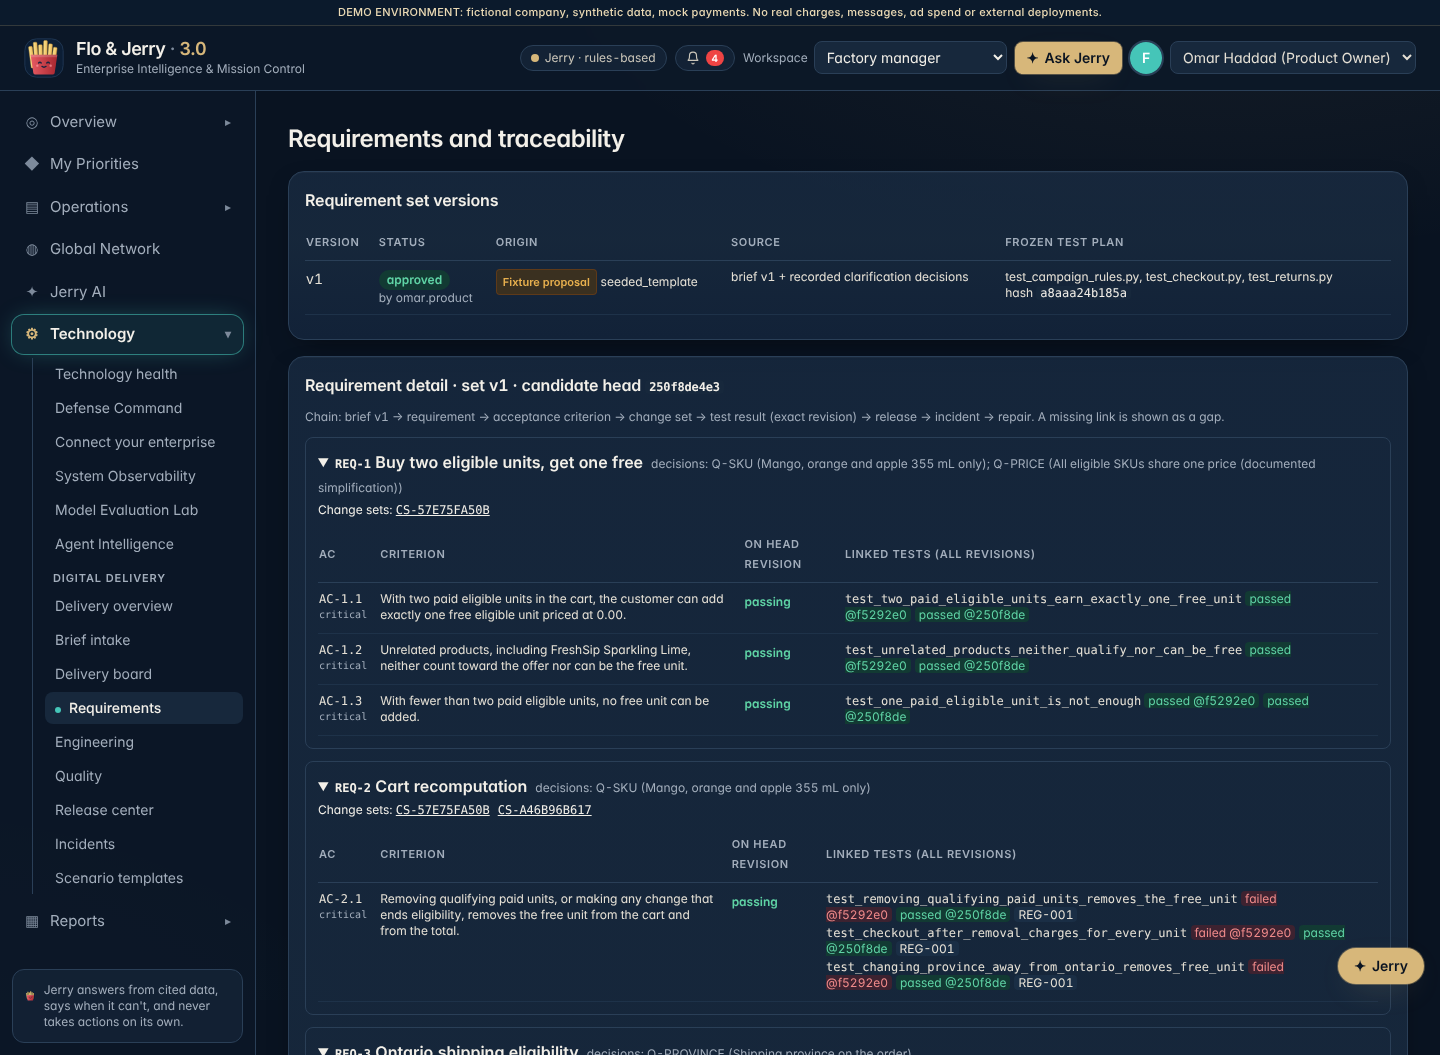 DEMO ENVIRONMENT: fictional company, synthetic data, mock payments. No real charges, messages, ad spend or external deployments.
Flo & Jerry · 3.0
Enterprise Intelligence & Mission Control
Jerry · rules-based
4
Workspace
Factory manager
✦ Ask Jerry
F
Omar Haddad (Product Owner)
Overview
My Priorities
Operations
Global Network
Jerry AI
Technology
Technology health
Defense Command
Connect your enterprise
System Observability
Model Evaluation Lab
Agent Intelligence
DIGITAL DELIVERY
Delivery overview
Brief intake
Delivery board
Requirements
Engineering
Quality
Release center
Incidents
Scenario templates
Reports
Jerry answers from cited data,
says when it can't, and never
takes actions on its own.
Requirements and traceability
Requirement set versions
VERSION STATUS ORIGIN SOURCE FROZEN TEST PLAN
v1 approved Fixture proposal seeded_template brief v1 + recorded clarification decisions test_campaign_rules.py, test_checkout.py, test_returns.py
by omar.product hash a8aaa24b185a
Requirement detail · set v1 · candidate head 250f8de4e3
Chain: brief v1 → requirement → acceptance criterion → change set → test result (exact revision) → release → incident → repair. A missing link is shown as a gap.
▼ REQ-1 Buy two eligible units, get one free decisions: Q-SKU (Mango, orange and apple 355 mL only); Q-PRICE (All eligible SKUs share one price (documented
simplification))
Change sets: CS-57E75FA50B
AC CRITERION ON HEAD REVISION LINKED TESTS (ALL REVISIONS)
AC-1.1 With two paid eligible units in the cart, the customer can add passing test_two_paid_eligible_units_earn_exactly_one_free_unit passed
critical exactly one free eligible unit priced at 0.00. @f5292e0 passed @250f8de
AC-1.2 Unrelated products, including FreshSip Sparkling Lime, passing test_unrelated_products_neither_qualify_nor_can_be_free passed
critical neither count toward the offer nor can be the free unit. @f5292e0 passed @250f8de
AC-1.3 With fewer than two paid eligible units, no free unit can be passing test_one_paid_eligible_unit_is_not_enough passed @f5292e0 passed
critical added. @250f8de
▼ REQ-2 Cart recomputation decisions: Q-SKU (Mango, orange and apple 355 mL only)
Change sets: CS-57E75FA50B CS-A46B96B617
AC CRITERION ON HEAD REVISION LINKED TESTS (ALL REVISIONS)
AC-2.1 Removing qualifying paid units, or making any change that passing test_removing_qualifying_paid_units_removes_the_free_unit failed
critical ends eligibility, removes the free unit from the cart and @f5292e0 passed @250f8de REG-001
from the total. test_checkout_after_removal_charges_for_every_unit failed @f5292e0 passed
@250f8de REG-001
test_changing_province_away_from_ontario_removes_free_unit failed
@f5292e0 passed @250f8de REG-001
✦ Jerry
▼ REQ-3 Ontario shipping eligibility decisions: Q-PROVINCE (Shipping province on the order)